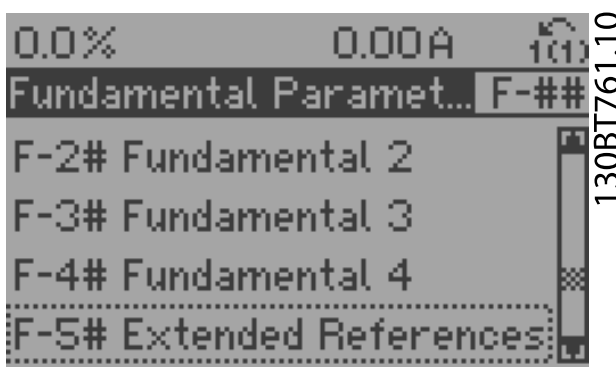 0.0% 0.00A 1(1)
Fundamental Paramet... F-##
F-2# Fundamental 2
F-3# Fundamental 3
F-4# Fundamental 4
F-5# Extended References
130BT761.10